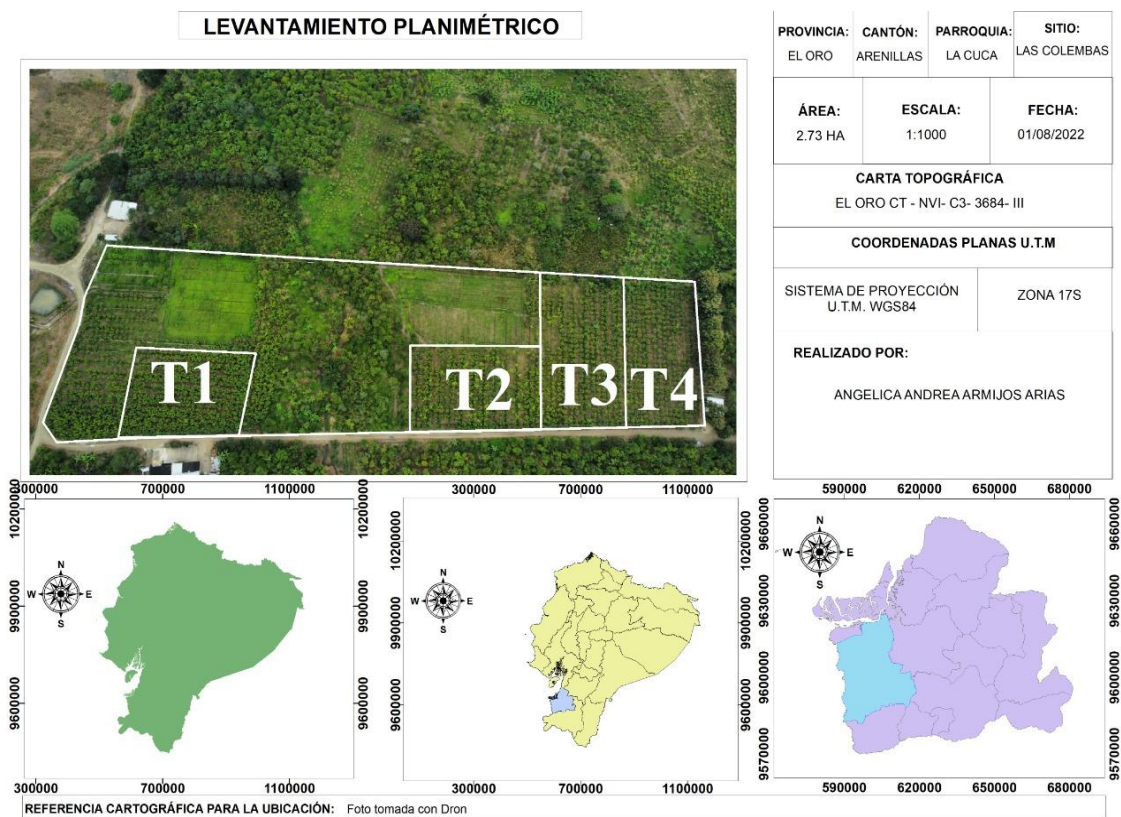 LEVANTAMIENTO PLANIMÉTRICO
PROVINCIA:
EL ORO
CANTÓN:
ARENILLAS
PARROQUIA:
LA CUCA
SITIO:
LAS COLEMBAS
ÁREA:
2.73 HA
ESCALA:
1:1000
FECHA:
01/08/2022
CARTA TOPOGRÁFICA
EL ORO CT - NVI- C3- 3684- III
COORDENADAS PLANAS U.T.M
SISTEMA DE PROYECCIÓN
U.T.M. WGS84
ZONA 17S
REALIZADO POR:
ANGELICA ANDREA ARMIJOS ARIAS
T1
T2
T3
T4
300000 700000 1100000
10200000
9900000
9600000
N
W E
S
300000 700000 1100000
300000 700000 1100000
10200000
9900000
9600000
N
W E
S
10200000
9900000
9600000
700000 1100000
590000 620000 650000 680000
9660000
9630000
9600000
9570000
N
W E
S
590000 620000 650000 680000
REFERENCIA CARTOGRÁFICA PARA LA UBICACIÓN: Foto tomada con Dron